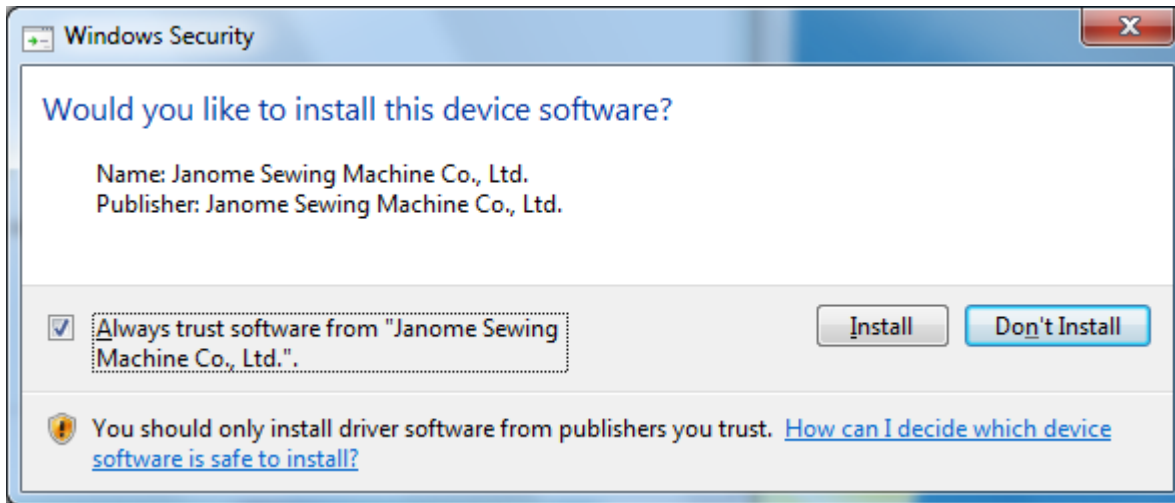 Windows Security
Would you like to install this device software?
Name: Janome Sewing Machine Co., Ltd.
Publisher: Janome Sewing Machine Co., Ltd.
Always trust software from "Janome Sewing
Machine Co., Ltd.".
Install
Don't Install
You should only install driver software from publishers you trust. How can I decide which device
software is safe to install?